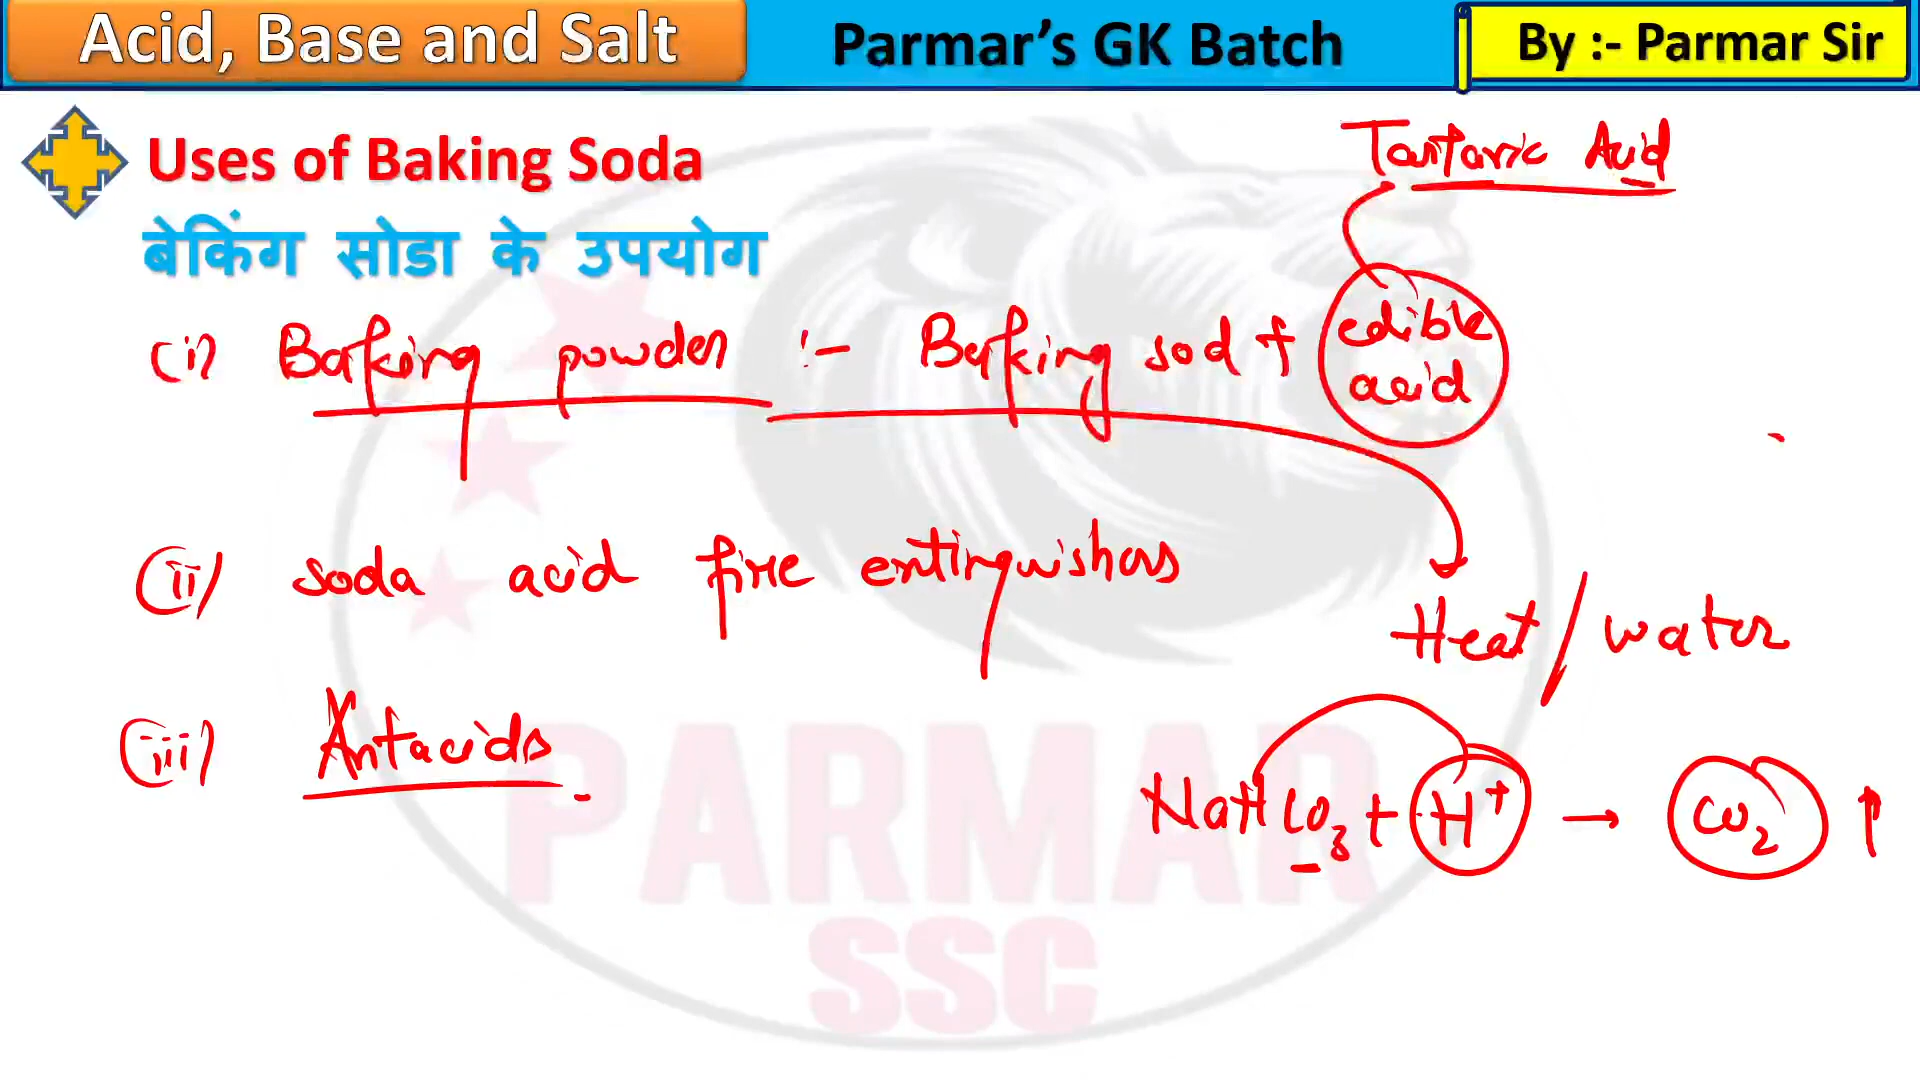 Acid, Base and Salt
Parmar's GK Batch
By :- Parmar Sir
Uses of Baking Soda
बेकिंग सोडा के उपयोग
Tartaric Acid
(i) Baking powder :- Baking sod + edible
acid
(ii) soda acid fire extinguishers
Heat / water
(iii) Antacids
NaHCO3 + H+ → CO2 ↑
PARMAR
SSC